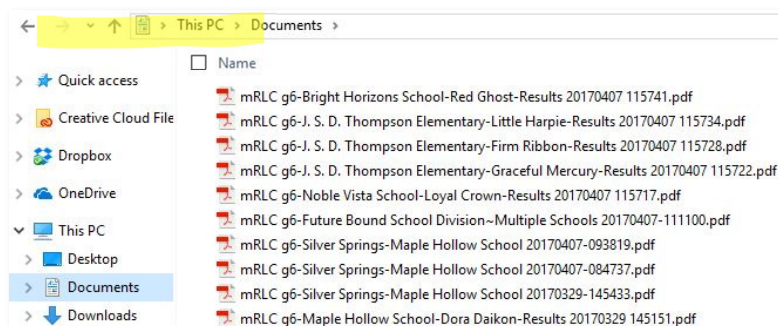 This PC > Documents >
Name
Quick access
Creative Cloud File
Dropbox
OneDrive
This PC
Desktop
Documents
Downloads
mRLC g6-Bright Horizons School-Red Ghost-Results 20170407 115741.pdf
mRLC g6-J. S. D. Thompson Elementary-Little Harpie-Results 20170407 115734.pdf
mRLC g6-J. S. D. Thompson Elementary-Firm Ribbon-Results 20170407 115728.pdf
mRLC g6-J. S. D. Thompson Elementary-Graceful Mercury-Results 20170407 115722.pdf
mRLC g6-Noble Vista School-Loyal Crown-Results 20170407 115717.pdf
mRLC g6-Future Bound School Division~Multiple Schools 20170407-111100.pdf
mRLC g6-Silver Springs-Maple Hollow School 20170407-093819.pdf
mRLC g6-Silver Springs-Maple Hollow School 20170407-084737.pdf
mRLC g6-Silver Springs-Maple Hollow School 20170329-145433.pdf
mRLC g6-Maple Hollow School-Dora Daikon-Results 20170329 145151.pdf